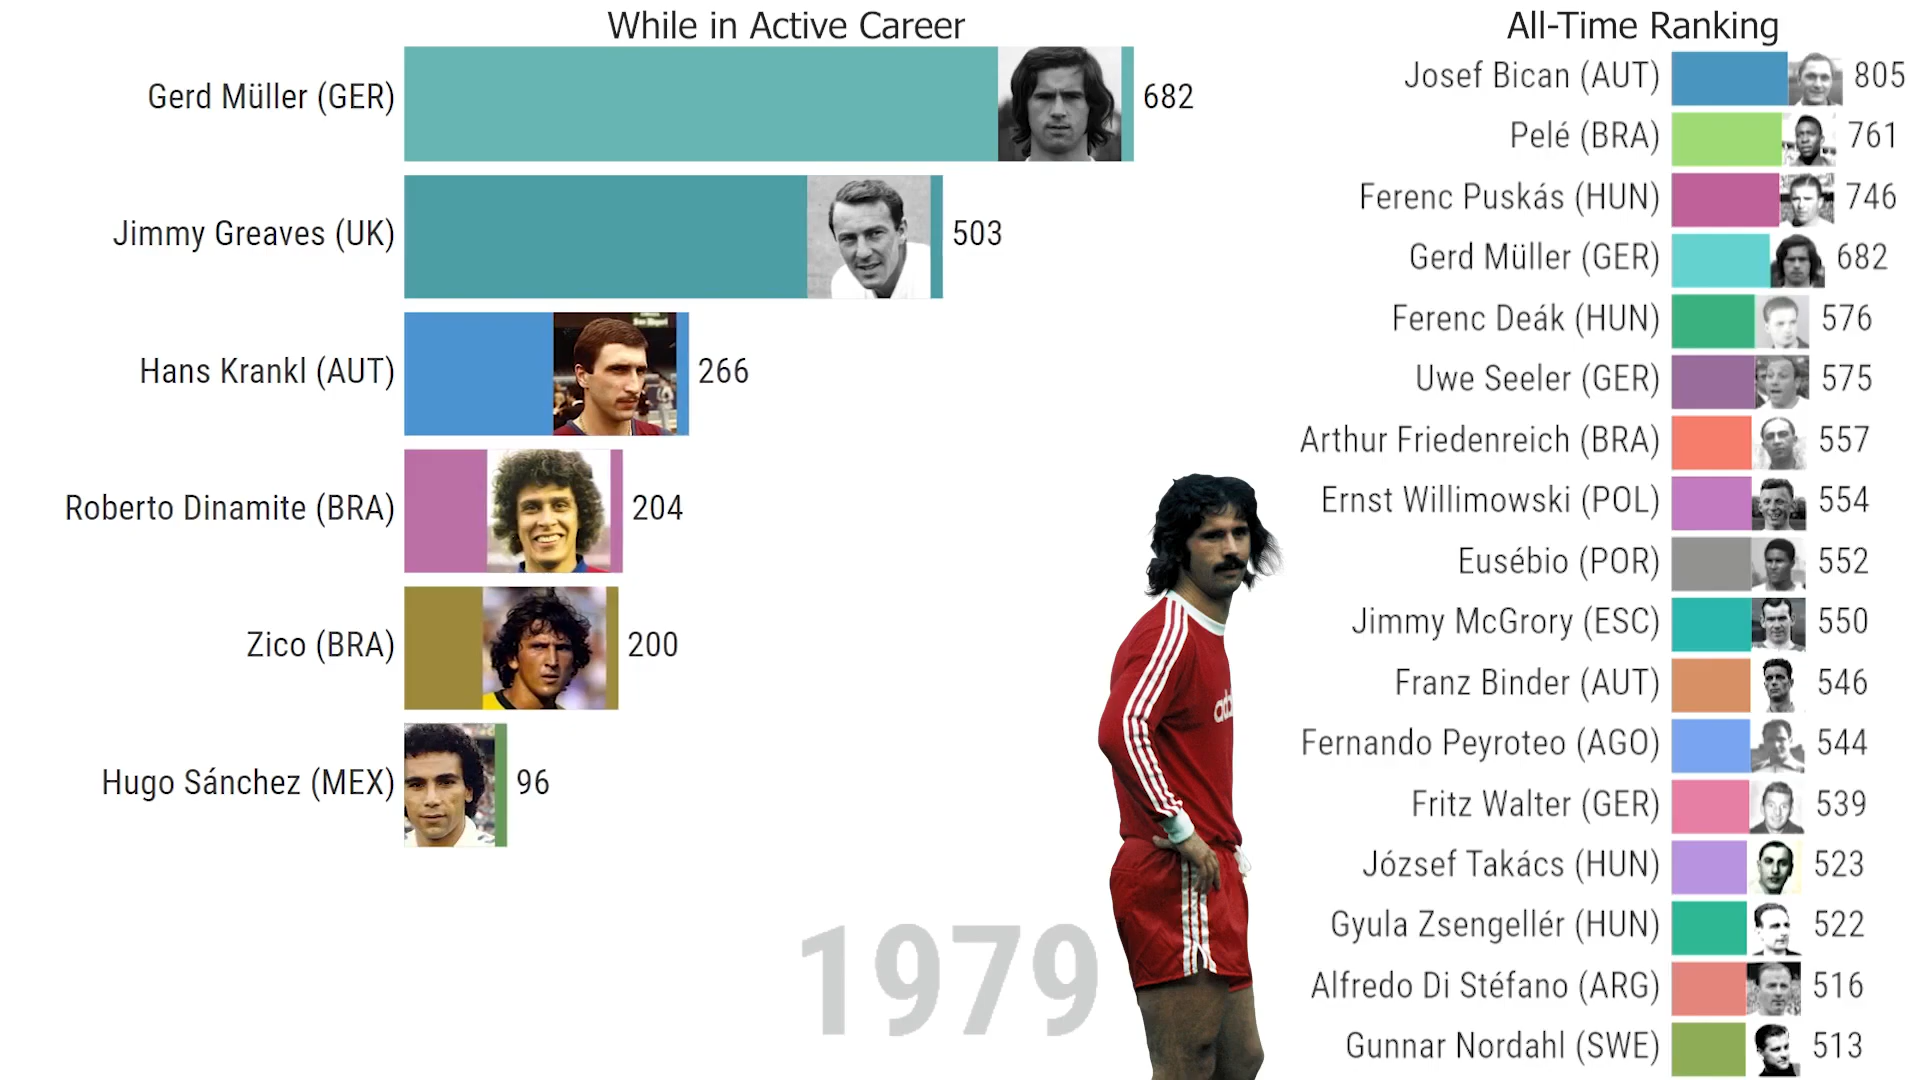 While in Active Career
Gerd Müller (GER) 682
Jimmy Greaves (UK) 503
Hans Krankl (AUT) 266
Roberto Dinamite (BRA) 204
Zico (BRA) 200
Hugo Sánchez (MEX) 96
1979
All-Time Ranking
Josef Bican (AUT) 805
Pelé (BRA) 761
Ferenc Puskás (HUN) 746
Gerd Müller (GER) 682
Ferenc Deák (HUN) 576
Uwe Seeler (GER) 575
Arthur Friedenreich (BRA) 557
Ernst Willimowski (POL) 554
Eusébio (POR) 552
Jimmy McGrory (ESC) 550
Franz Binder (AUT) 546
Fernando Peyroteo (AGO) 544
Fritz Walter (GER) 539
József Takács (HUN) 523
Gyula Zsengellér (HUN) 522
Alfredo Di Stéfano (ARG) 516
Gunnar Nordahl (SWE) 513